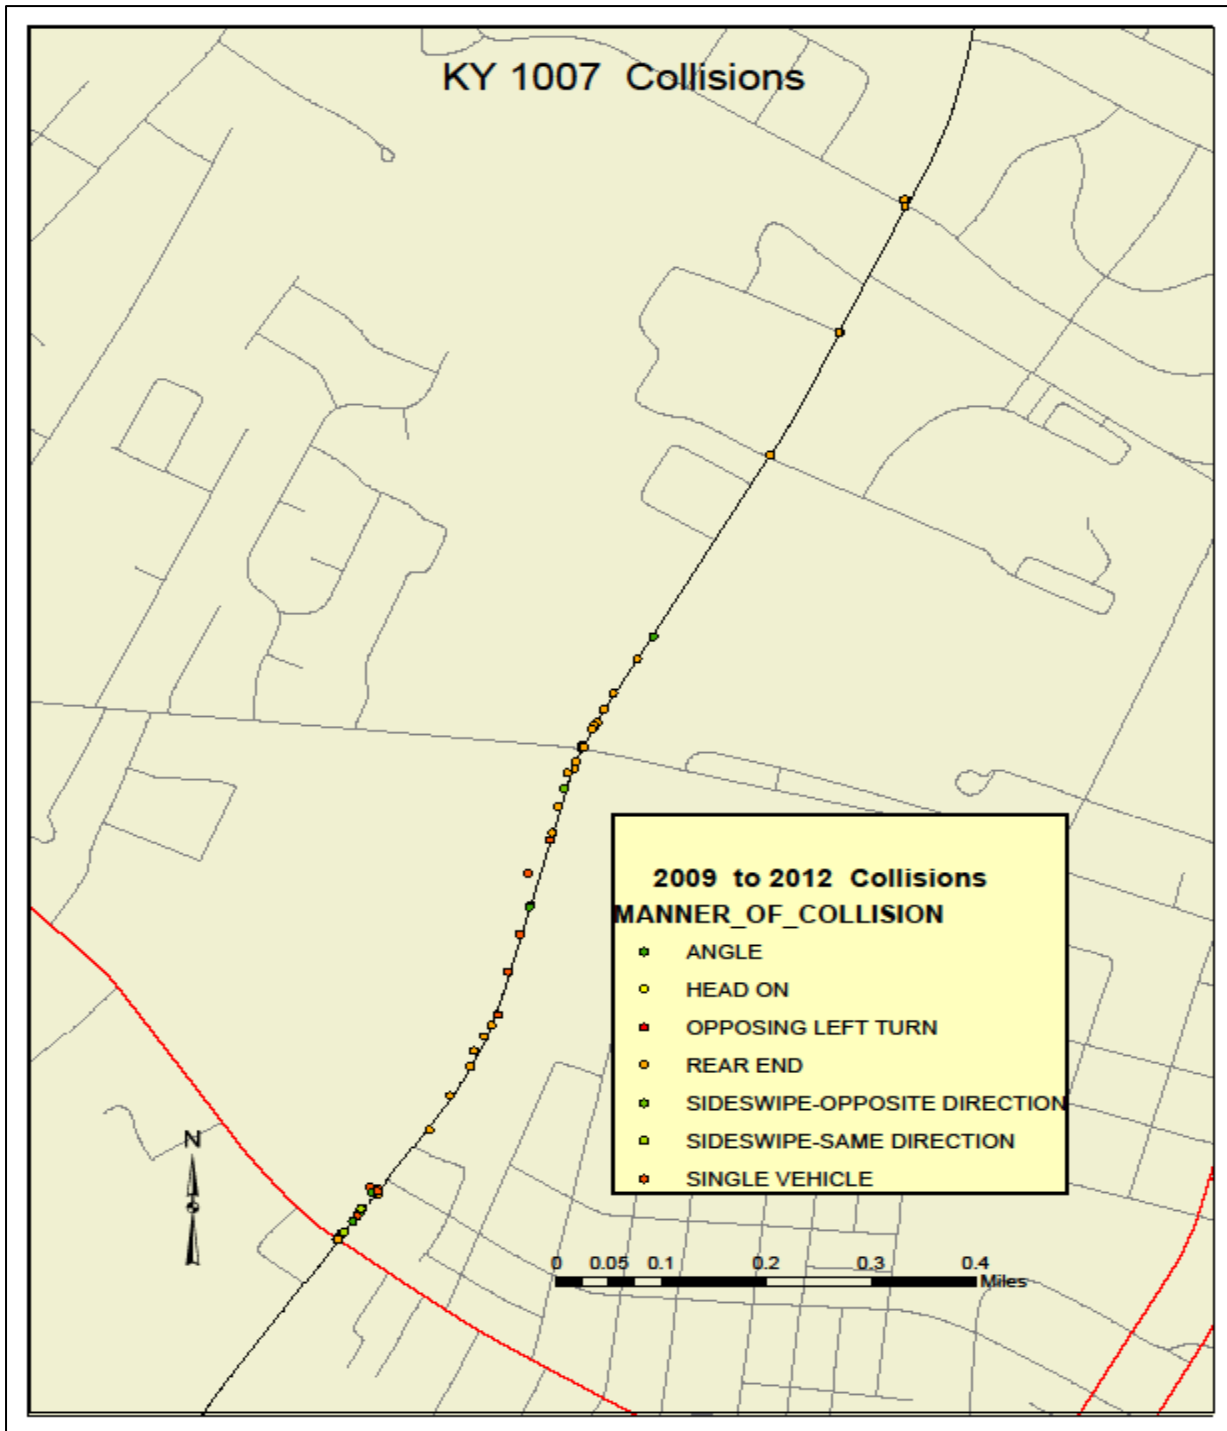 KY 1007 Collisions
2009 to 2012 Collisions
MANNER_OF_COLLISION
ANGLE
HEAD ON
OPPOSING LEFT TURN
REAR END
SIDESWIPE-OPPOSITE DIRECTION
SIDESWIPE-SAME DIRECTION
SINGLE VEHICLE
N
0 0.05 0.1 0.2 0.3 0.4
Miles